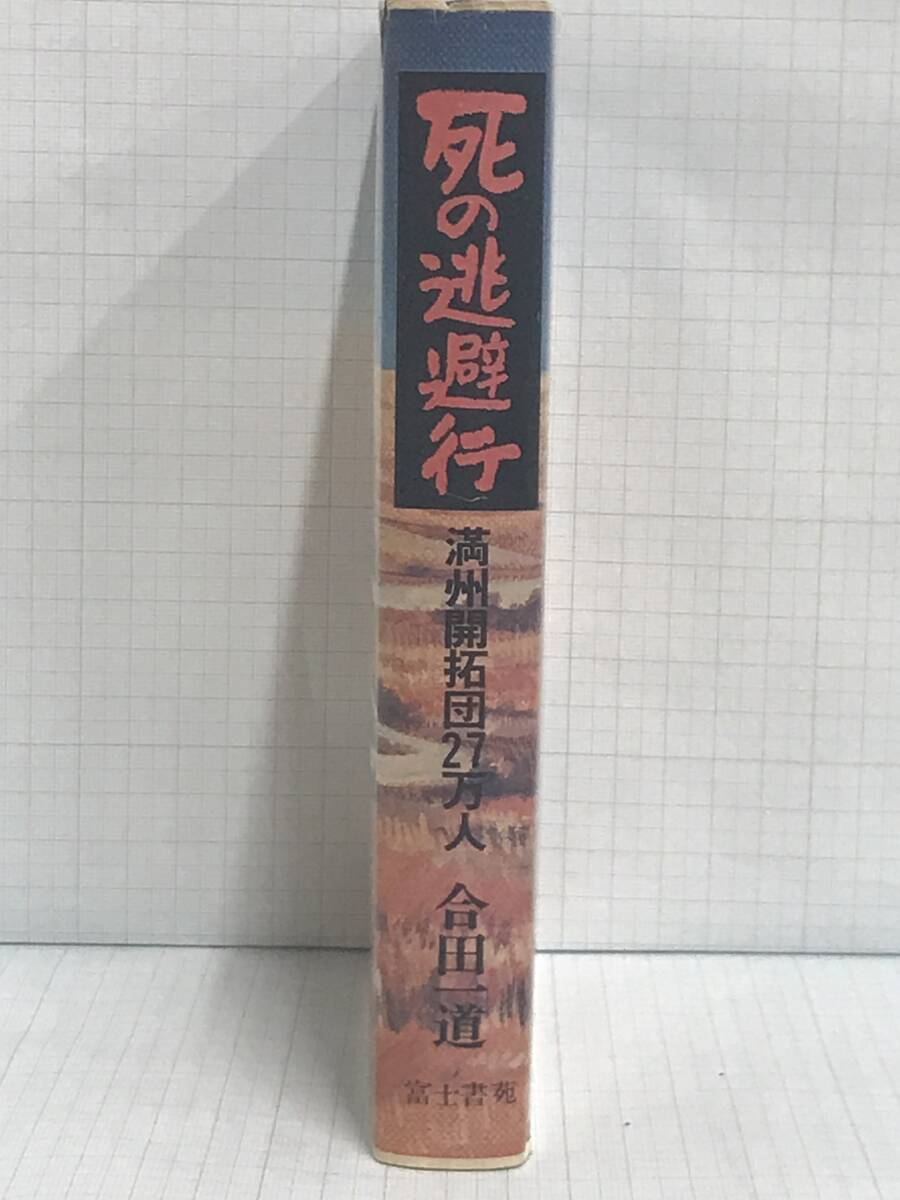 死の逃避行
満州開拓団27万人
合田一道
富士書苑